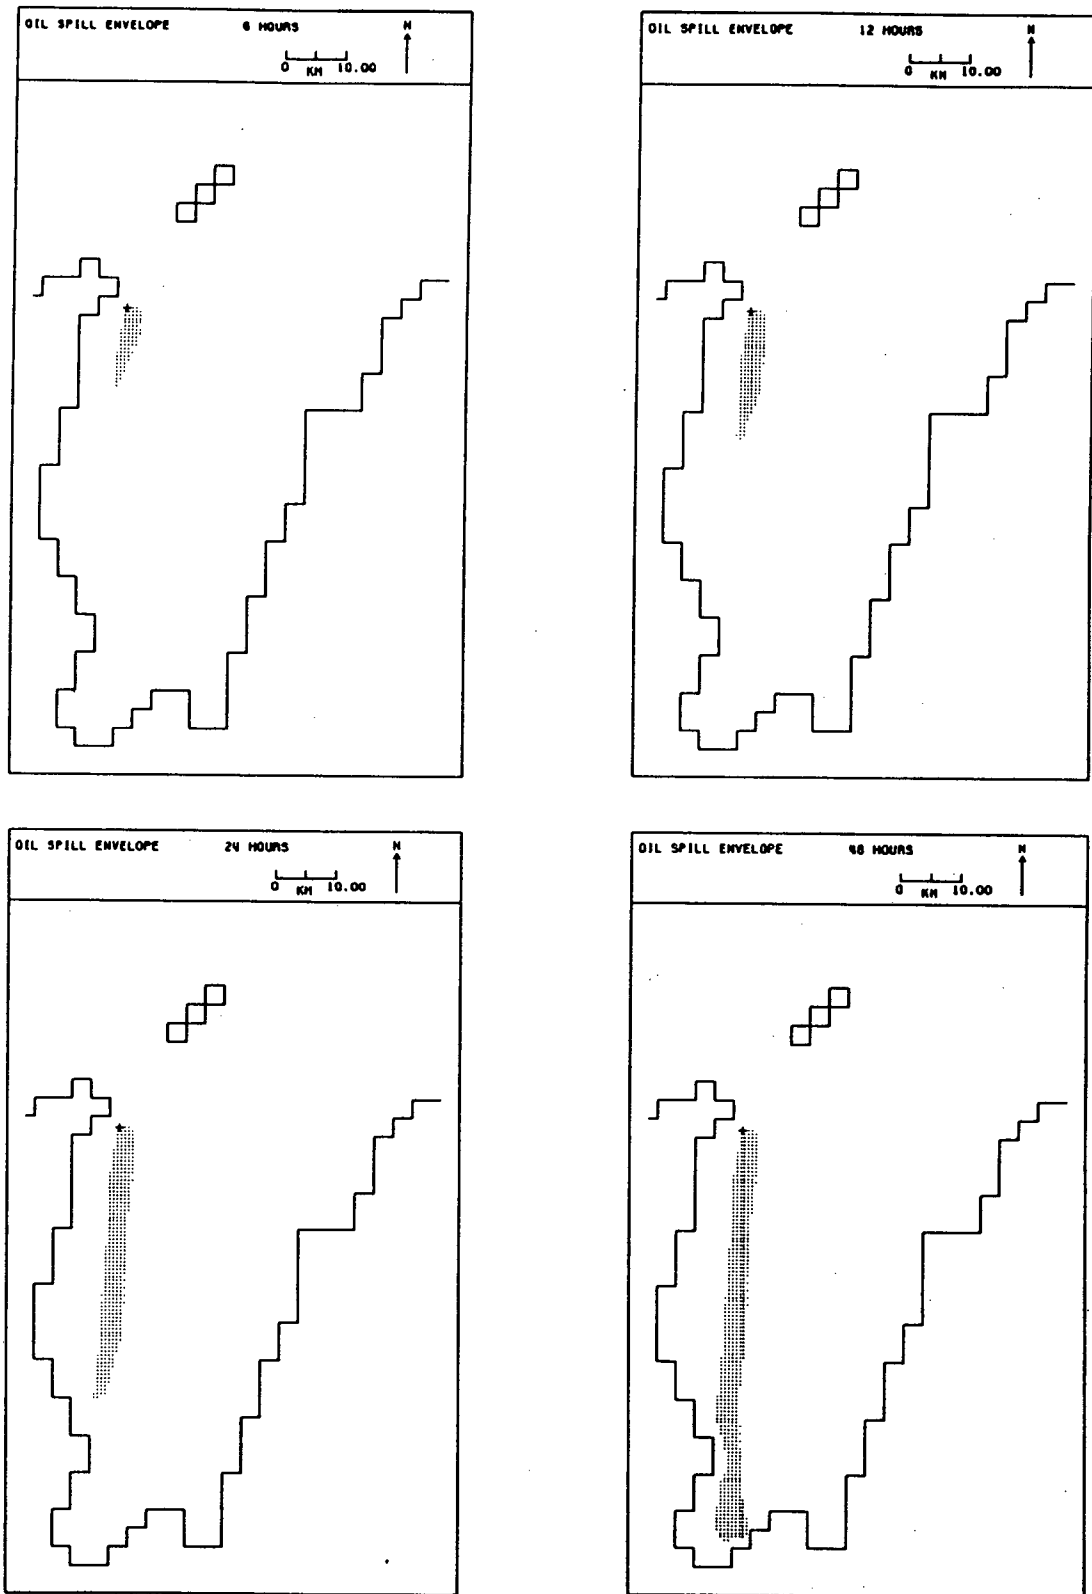 OIL SPILL ENVELOPE 6 HOURS N
0 KM 10.00
OIL SPILL ENVELOPE 12 HOURS N
0 KM 10.00
OIL SPILL ENVELOPE 24 HOURS N
0 KM 10.00
OIL SPILL ENVELOPE 48 HOURS N
0 KM 10.00